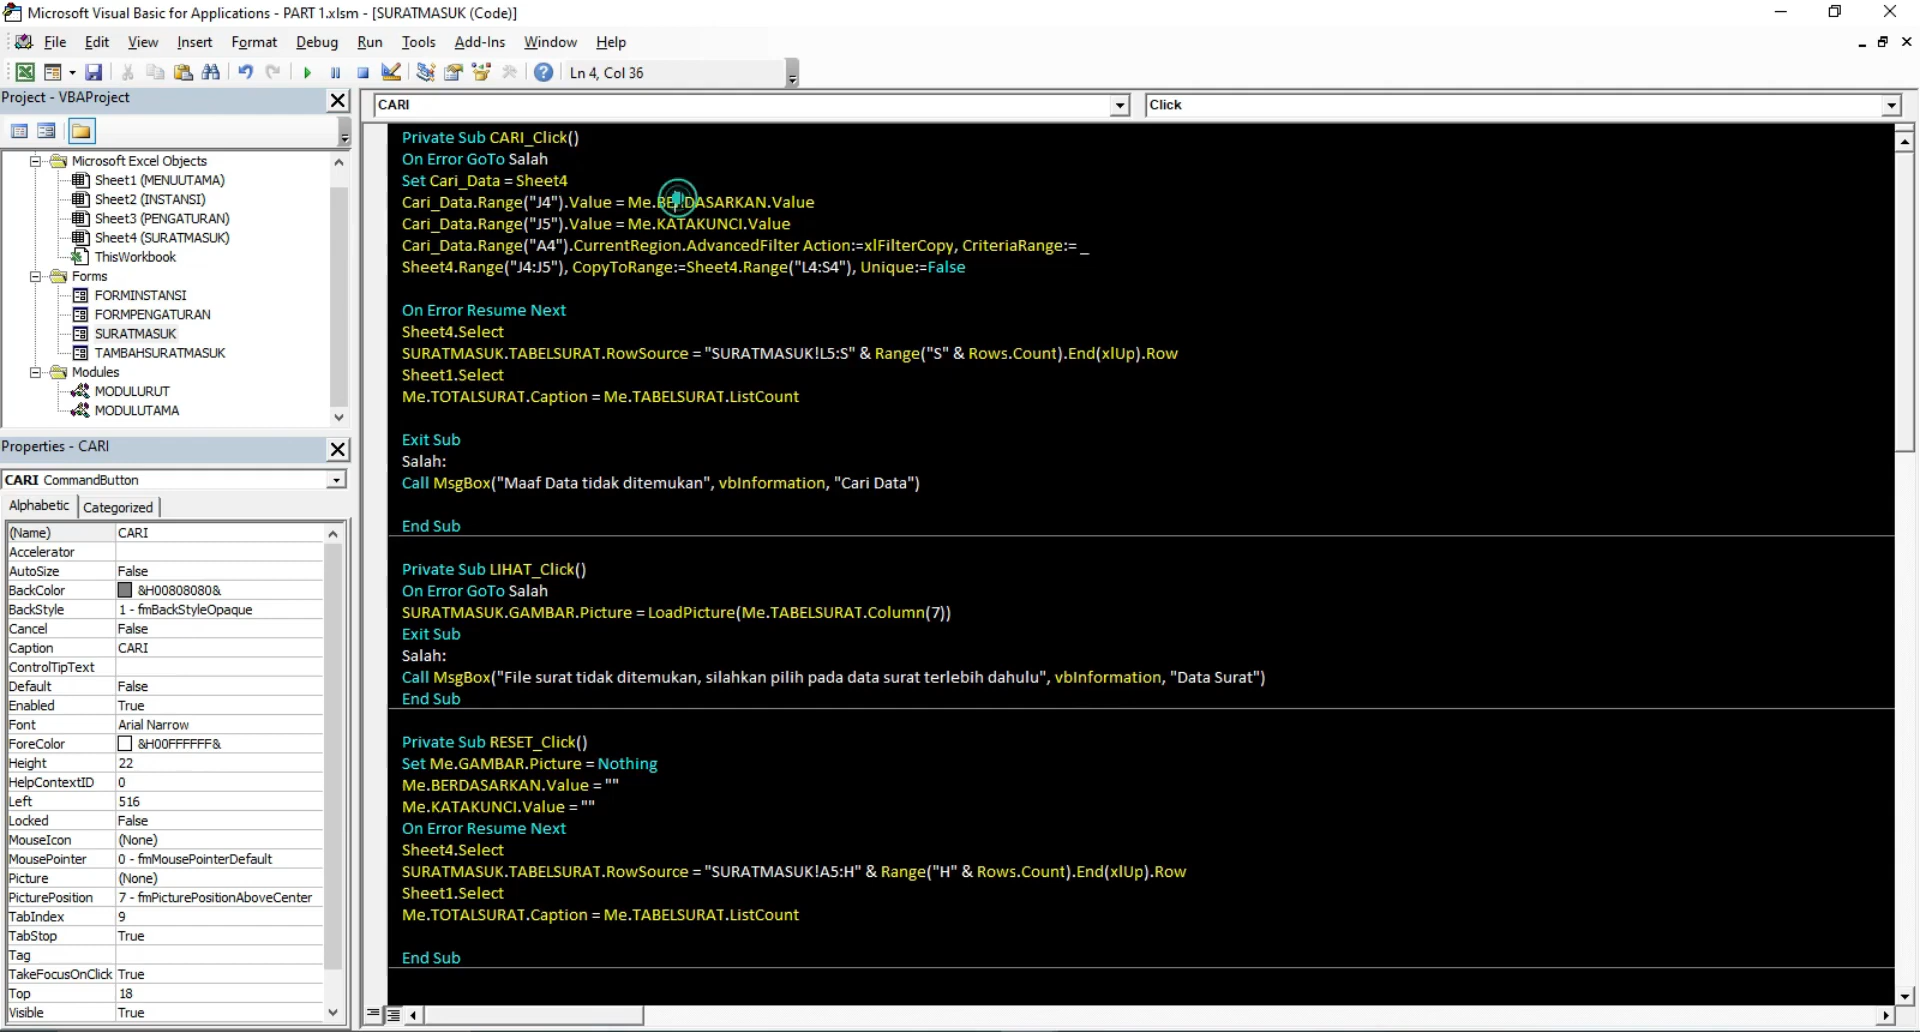 Microsoft Visual Basic for Applications - PART 1.xlsm - [SURATMASUK (Code)]
File Edit View Insert Format Debug Run Tools Add-Ins Window Help
Ln 4, Col 36
Project - VBAProject
Microsoft Excel Objects
Sheet1 (MENUUTAMA)
Sheet2 (INSTANSI)
Sheet3 (PENGATURAN)
Sheet4 (SURATMASUK)
ThisWorkbook
Forms
FORMINSTANSI
FORMPENGATURAN
SURATMASUK
TAMBAHSURATMASUK
Modules
MODULURUT
MODULUTAMA
Properties - CARI
CARI CommandButton
Alphabetic Categorized
(Name) CARI
Accelerator
AutoSize False
BackColor &H00808080&
BackStyle 1 - fmBackStyleOpaque
Cancel False
Caption CARI
ControlTipText
Default False
Enabled True
Font Arial Narrow
ForeColor &H00FFFFFF&
Height 22
HelpContextID 0
Left 516
Locked False
MouseIcon (None)
MousePointer 0 - fmMousePointerDefault
Picture (None)
PicturePosition 7 - fmPicturePositionAboveCenter
TabIndex 9
TabStop True
Tag
TakeFocusOnClick True
Top 18
Visible True
CARI Click
Private Sub CARI_Click()
On Error GoTo Salah
Set Cari_Data = Sheet4
Cari_Data.Range("J4").Value = Me.BERDASARKAN.Value
Cari_Data.Range("J5").Value = Me.KATAKUNCI.Value
Cari_Data.Range("A4").CurrentRegion.AdvancedFilter Action:=xlFilterCopy, CriteriaRange:= _
Sheet4.Range("J4:J5"), CopyToRange:=Sheet4.Range("L4:S4"), Unique:=False
On Error Resume Next
Sheet4.Select
SURATMASUK.TABELSURAT.RowSource = "SURATMASUK!L5:S" & Range("S" & Rows.Count).End(xlUp).Row
Sheet1.Select
Me.TOTALSURAT.Caption = Me.TABELSURAT.ListCount
Exit Sub
Salah:
Call MsgBox("Maaf Data tidak ditemukan", vbInformation, "Cari Data")
End Sub
Private Sub LIHAT_Click()
On Error GoTo Salah
SURATMASUK.GAMBAR.Picture = LoadPicture(Me.TABELSURAT.Column(7))
Exit Sub
Salah:
Call MsgBox("File surat tidak ditemukan, silahkan pilih pada data surat terlebih dahulu", vbInformation, "Data Surat")
End Sub
Private Sub RESET_Click()
Set Me.GAMBAR.Picture = Nothing
Me.BERDASARKAN.Value = ""
Me.KATAKUNCI.Value = ""
On Error Resume Next
Sheet4.Select
SURATMASUK.TABELSURAT.RowSource = "SURATMASUK!A5:H" & Range("H" & Rows.Count).End(xlUp).Row
Sheet1.Select
Me.TOTALSURAT.Caption = Me.TABELSURAT.ListCount
End Sub